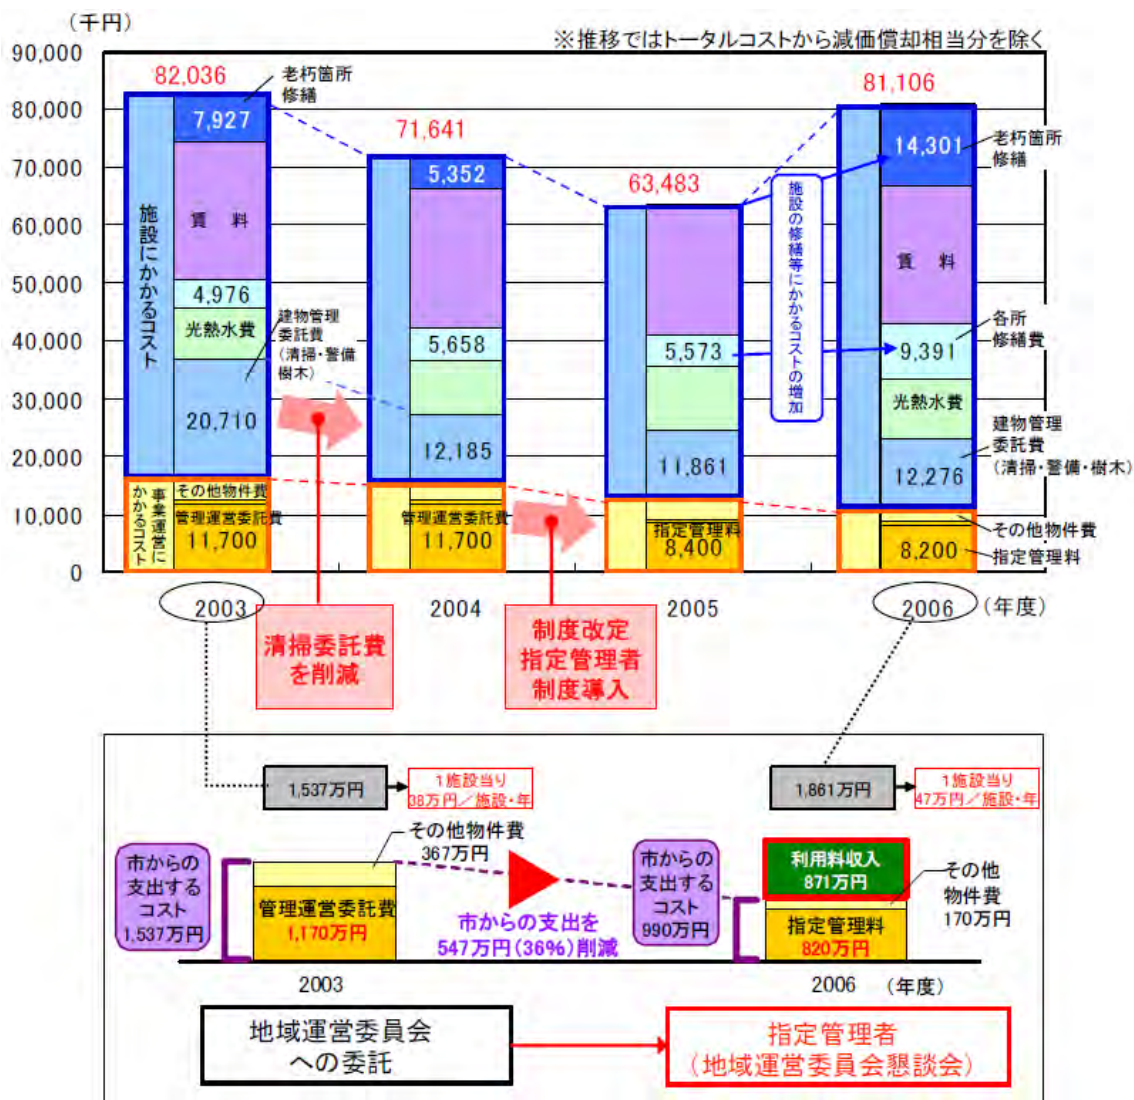 （千円）
※推移ではトータルコストから減価償却相当分を除く
90,000
80,000
70,000
60,000
50,000
40,000
30,000
20,000
10,000
0
82,036
老朽箇所
修繕
7,927
賃　料
4,976
光熱水費
建物管理
委託費
（清掃・警備
樹木）
20,710
施設にかかるコスト
事業運営に
かかるコスト
その他物件費
管理運営委託費
11,700
71,641
5,352
5,658
12,185
管理運営委託費
11,700
63,483
5,573
11,861
指定管理料
8,400
施設の修繕等にかかるコストの増加
81,106
14,301
老朽箇所
修繕
賃　料
9,391
各所
修繕費
光熱水費
12,276
建物管理
委託費
（清掃・警備・樹木）
その他物件費
8,200
指定管理料
2003
2004
2005
2006
（年度）
清掃委託費
を削減
制度改定
指定管理者
制度導入
1,537万円
1施設当り
38万円／施設・年
1,861万円
1施設当り
47万円／施設・年
市からの
支出する
コスト
1,537万円
その他物件費
367万円
管理運営委託費
1,170万円
市からの支出を
547万円（36%）削減
市からの
支出する
コスト
990万円
利用料収入
871万円
その他
物件費
170万円
指定管理料
820万円
2003
2006
（年度）
地域運営委員会
への委託
指定管理者
（地域運営委員会懇談会）